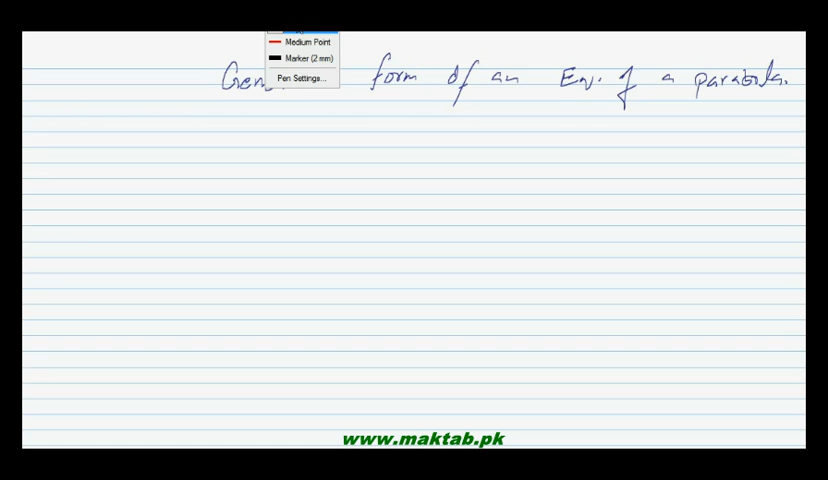 Medium Point
Marker (2 mm)
Pen Settings...
form of an Eq. of a parabola.
www.maktab.pk